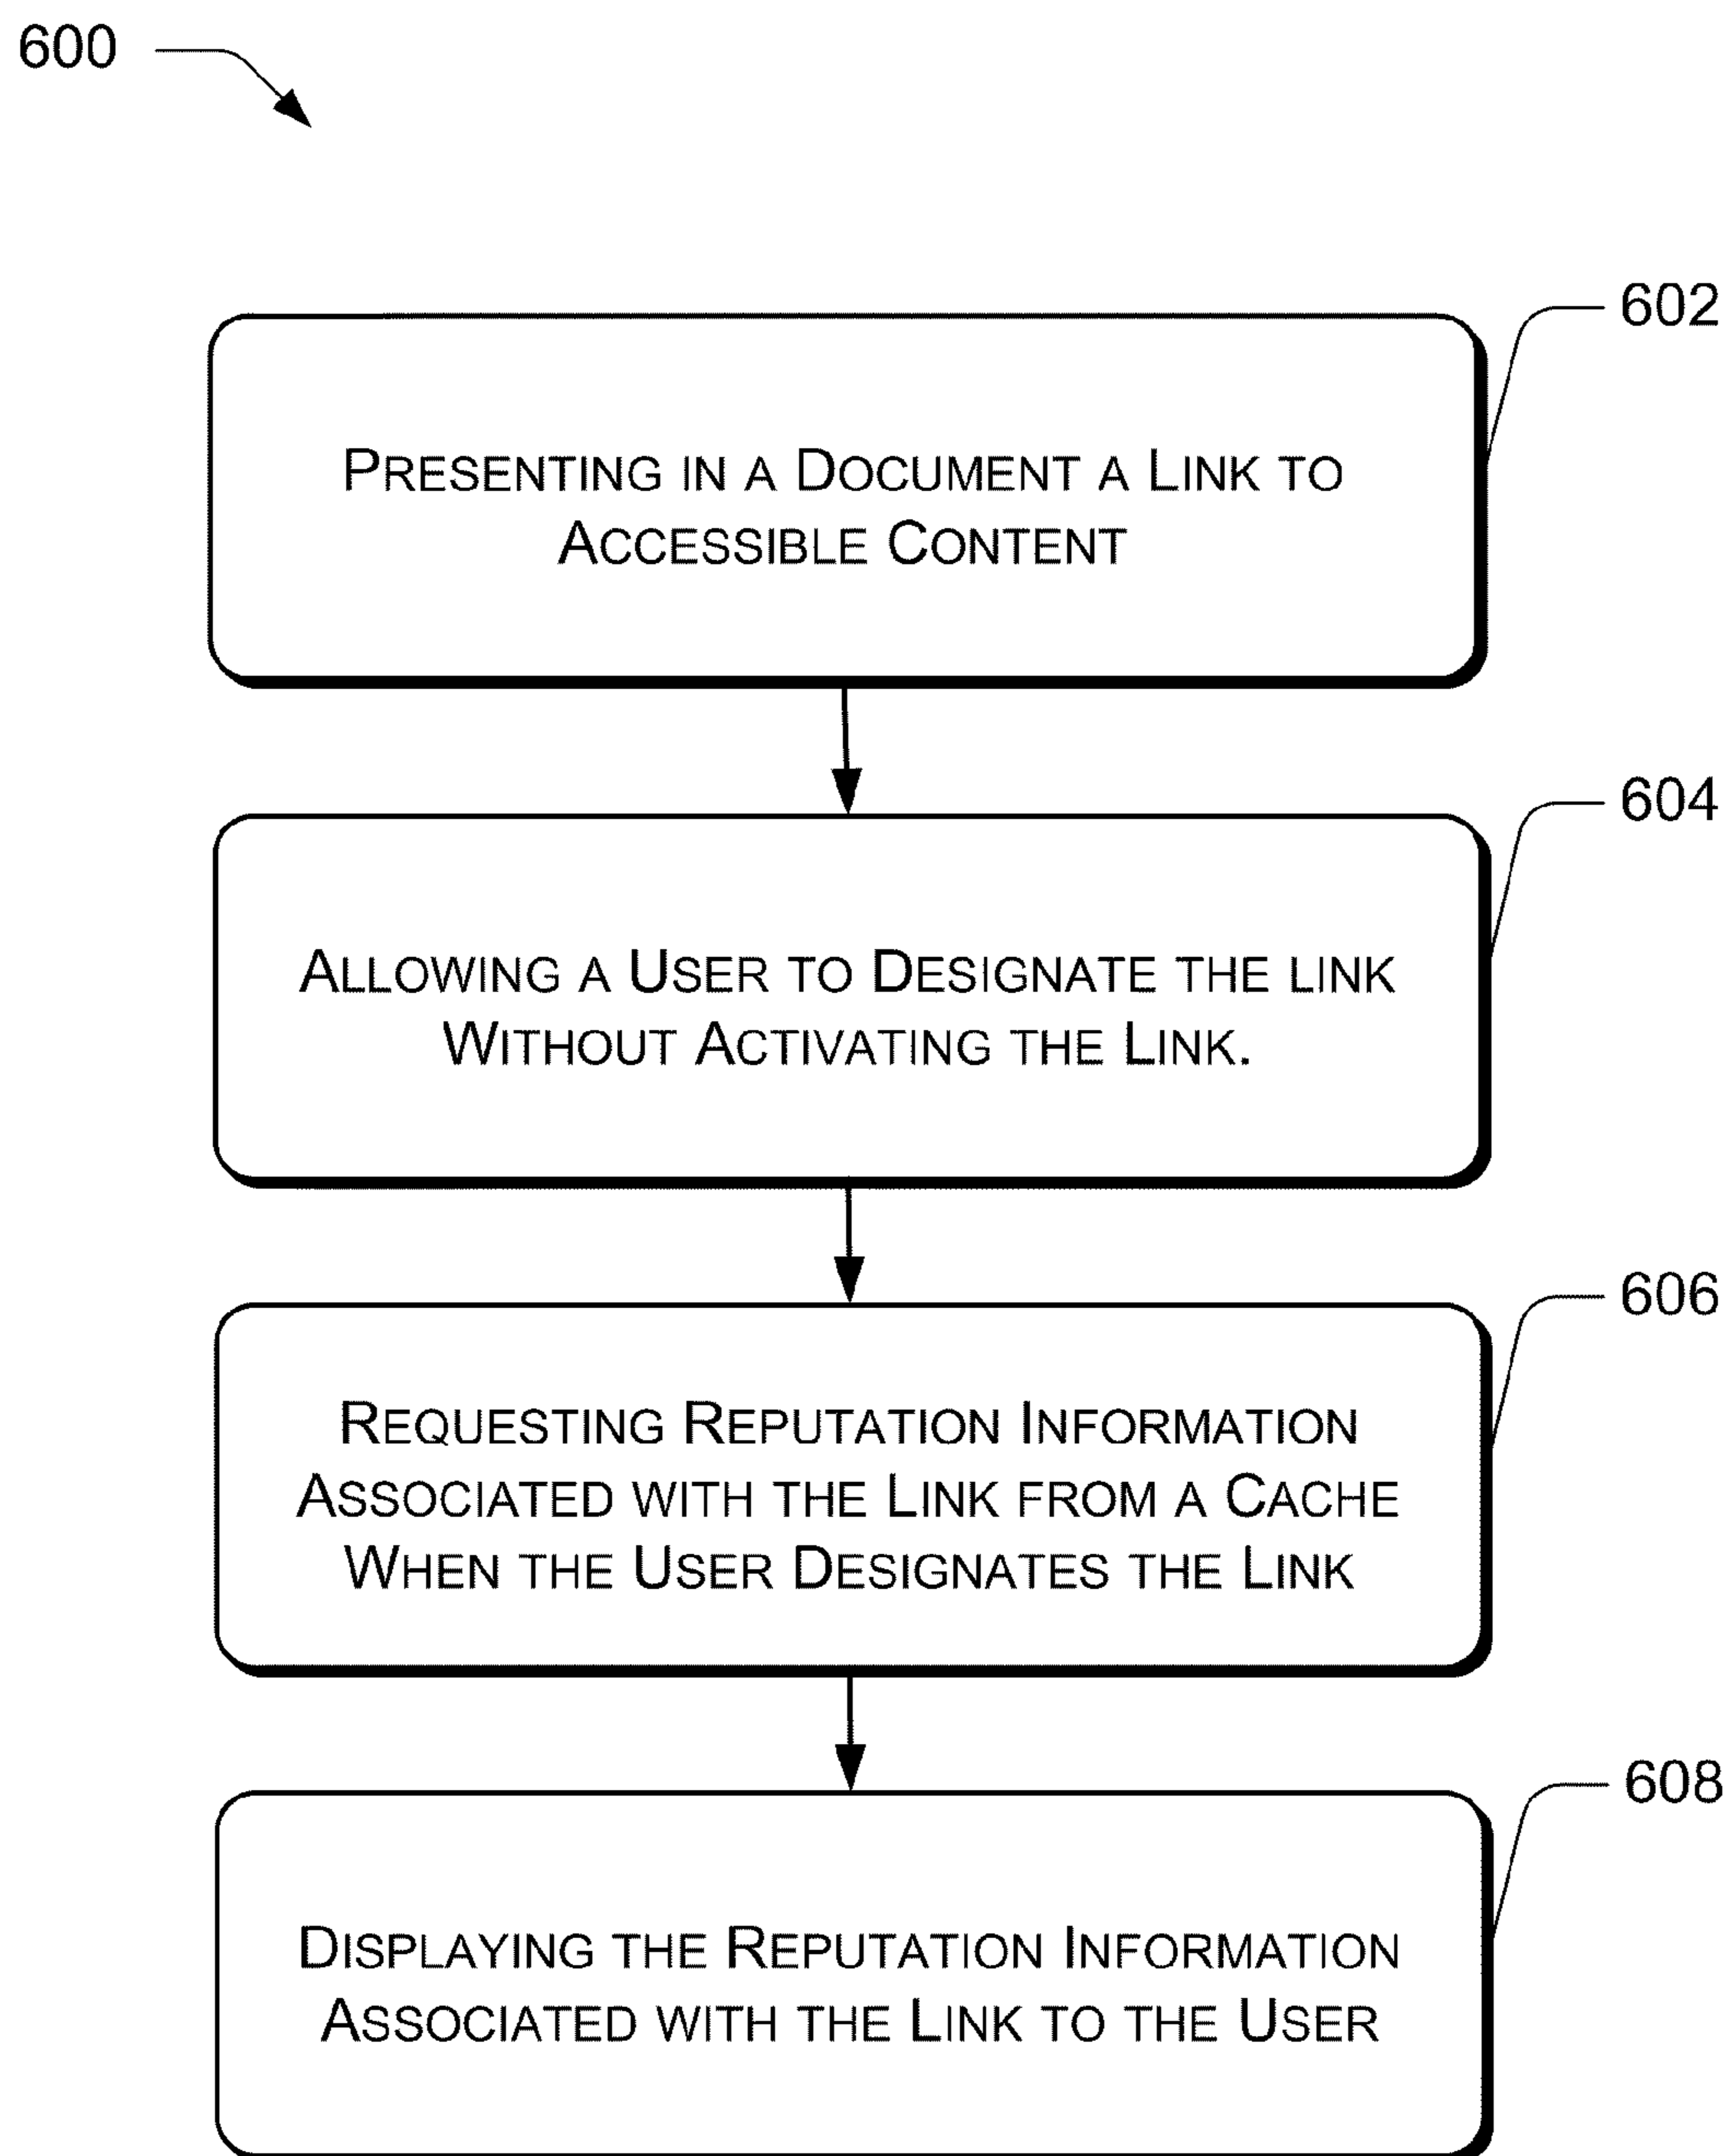 600
602
PRESENTING IN A DOCUMENT A LINK TO
ACCESSIBLE CONTENT
604
ALLOWING A USER TO DESIGNATE THE LINK
WITHOUT ACTIVATING THE LINK.
606
REQUESTING REPUTATION INFORMATION
ASSOCIATED WITH THE LINK FROM A CACHE
WHEN THE USER DESIGNATES THE LINK
608
DISPLAYING THE REPUTATION INFORMATION
ASSOCIATED WITH THE LINK TO THE USER